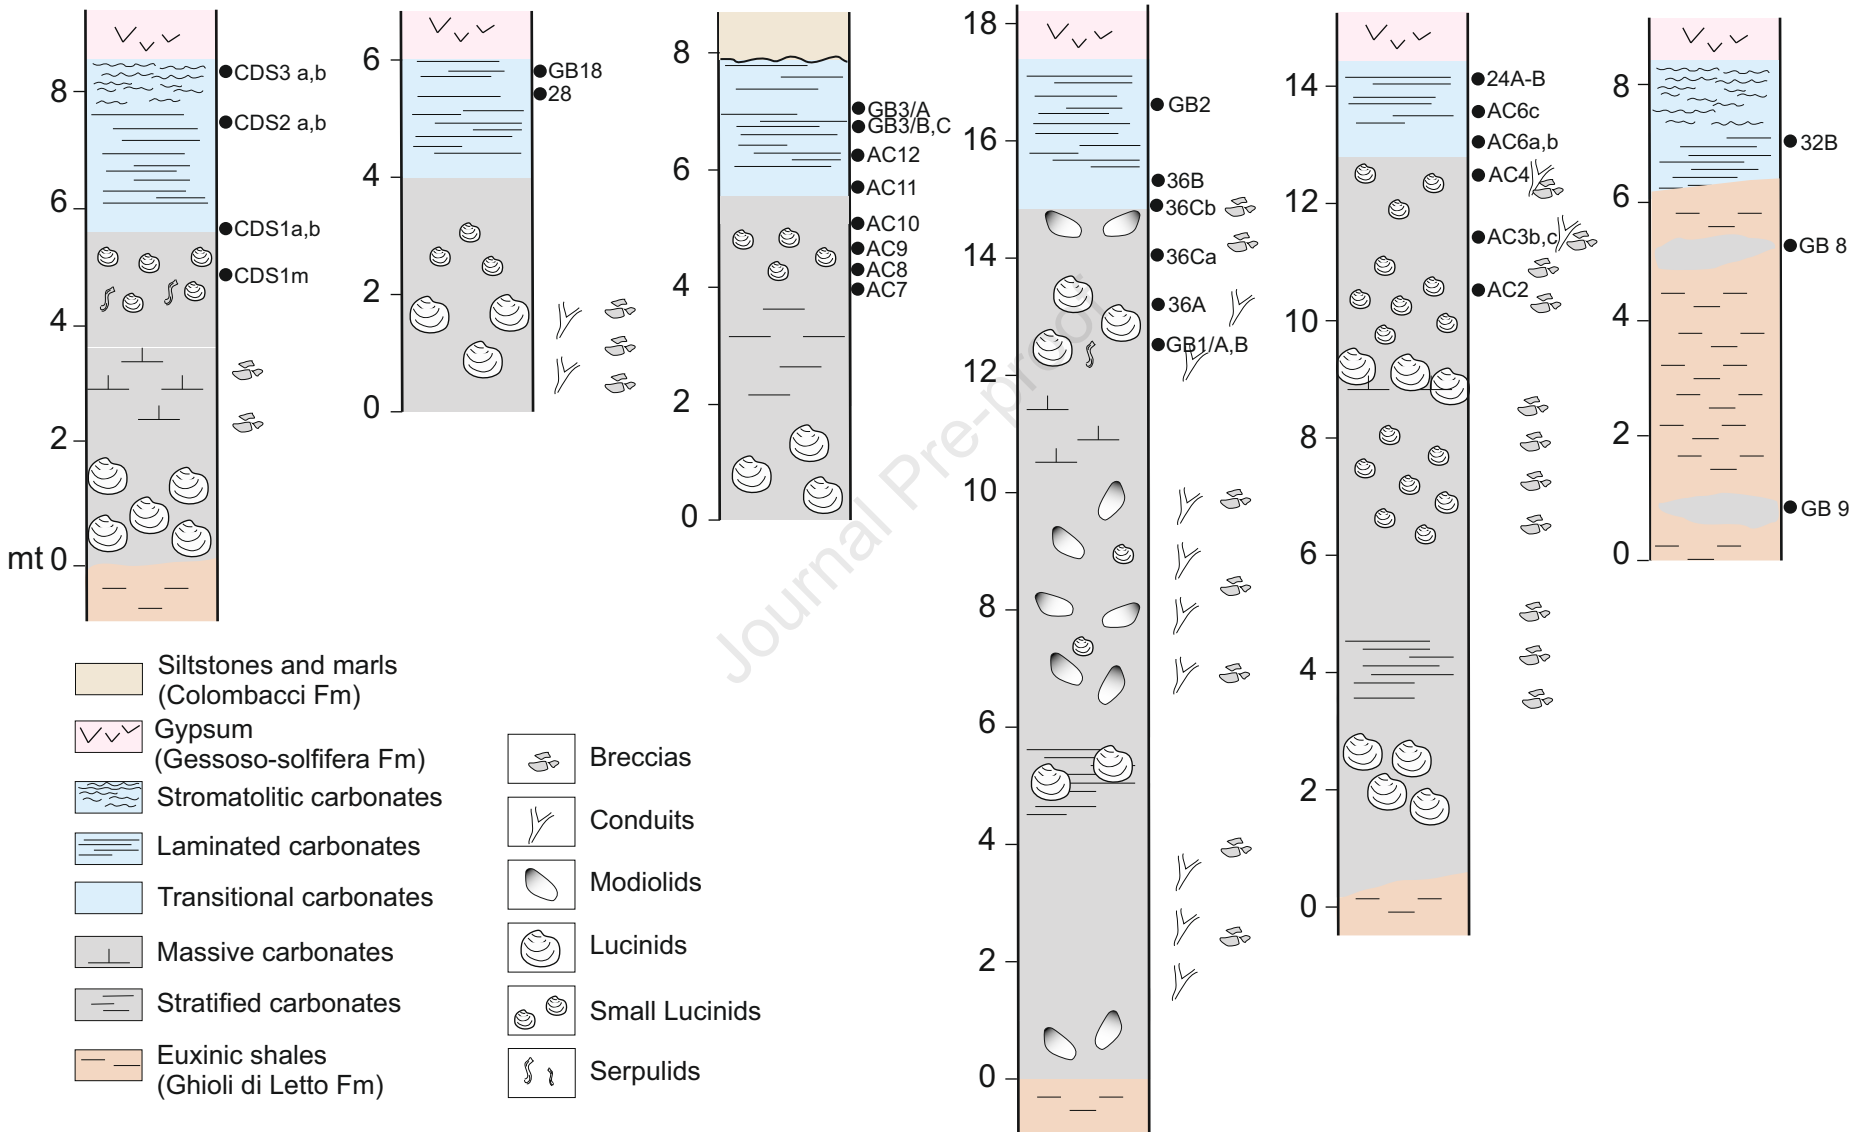 8
6
4
2
mt 0
CDS3 a,b
CDS2 a,b
CDS1a,b
CDS1m
6
4
2
0
GB18
28
8
6
4
2
0
GB3/A
GB3/B,C
AC12
AC11
AC10
AC9
AC8
AC7
18
16
14
12
10
8
6
4
2
0
GB2
36B
36Cb
36Ca
36A
GB1/A,B
14
12
10
8
6
4
2
0
24A-B
AC6c
AC6a,b
AC4
AC3b,c
AC2
8
6
4
2
0
32B
GB 8
GB 9
Journal Pre-proof
Siltstones and marls
(Colombacci Fm)
Gypsum
(Gessoso-solfifera Fm)
Stromatolitic carbonates
Laminated carbonates
Transitional carbonates
Massive carbonates
Stratified carbonates
Euxinic shales
(Ghioli di Letto Fm)
Breccias
Conduits
Modiolids
Lucinids
Small Lucinids
Serpulids